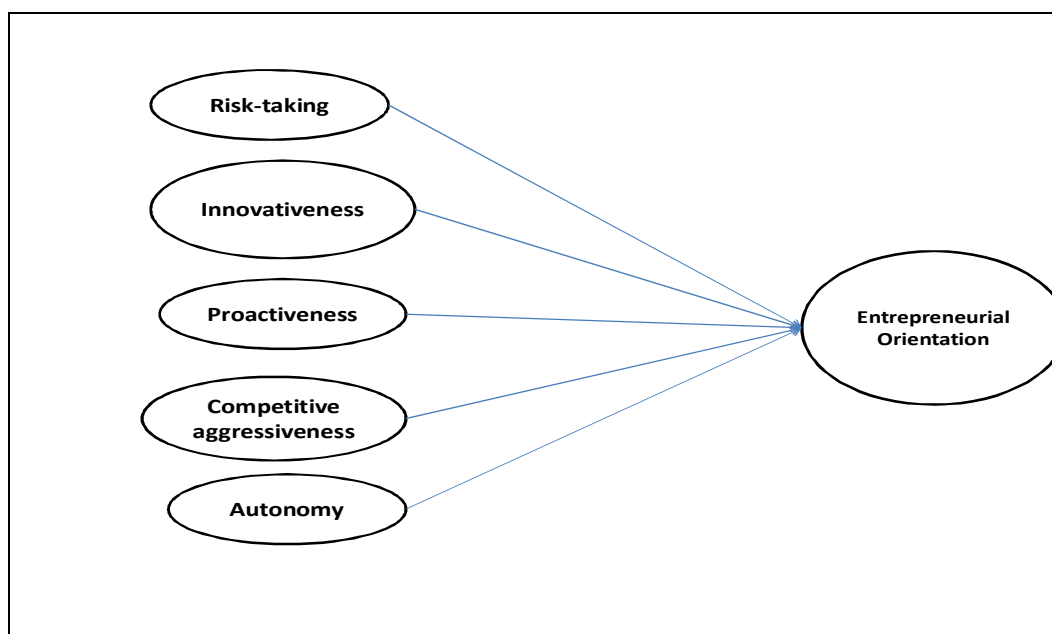 Risk-taking
Innovativeness
Proactiveness
Competitive
aggressiveness
Autonomy
Entrepreneurial
Orientation